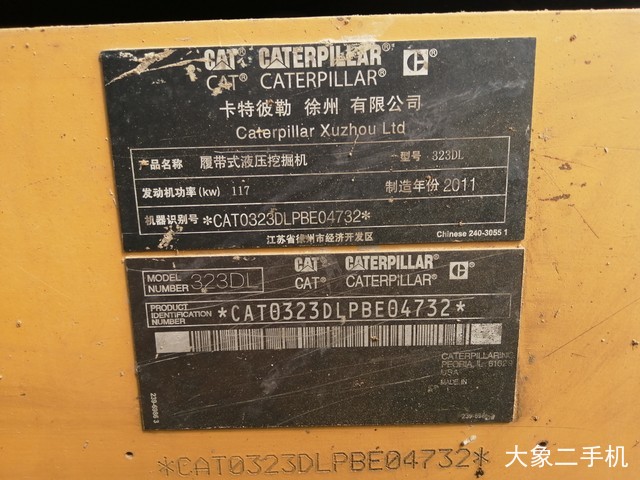 CAT® CATERPILLAR®
CAT® CATERPILLAR®
卡特彼勒 徐州 有限公司
Caterpillar Xuzhou Ltd
产品名称 履带式液压挖掘机 型号 323DL
发动机功率(kw) 117 制造年份 2011
机器识别号 *CAT0323DLPBE04732*
江苏省徐州市经济开发区 Chinese 240-3055 1
MODEL NUMBER 323DL
CAT® CATERPILLAR®
CAT® CATERPILLAR®
PRODUCT IDENTIFICATION NUMBER *CAT0323DLPBE04732*
CATERPILLAR INC
PEORIA, IL 61629
USA
MADE IN
*CAT0323DLPBE04732*
大象二手机